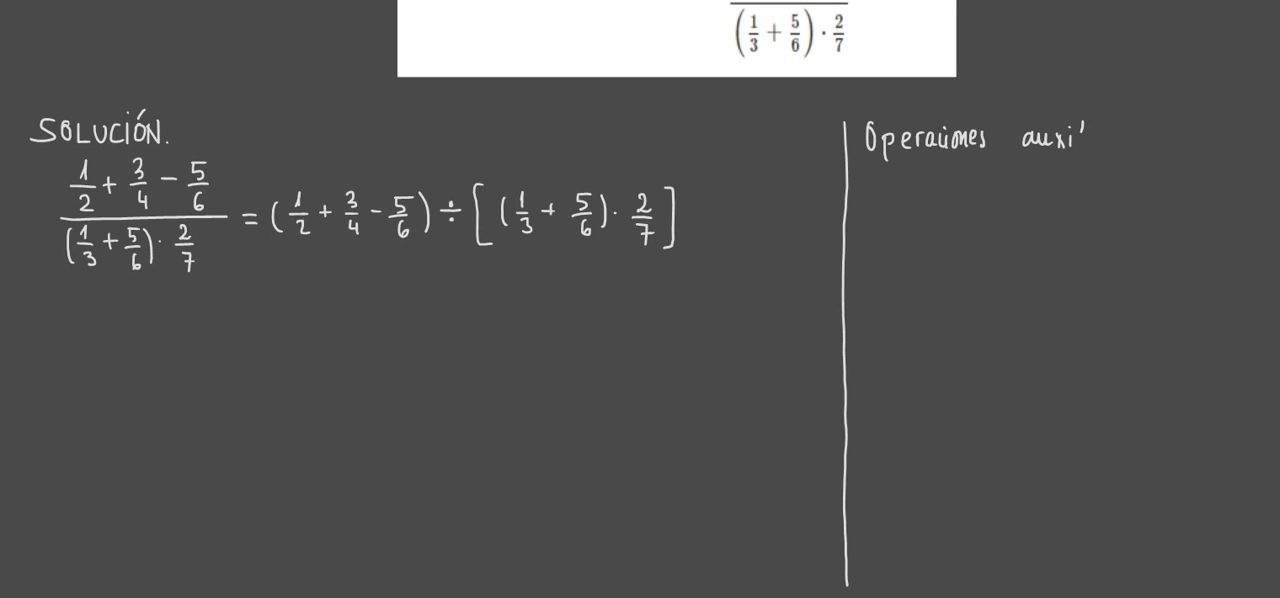 (1/3 + 5/6) · 2/7
SOLUCIÓN.
(1/2 + 3/4 − 5/6) / ((1/3 + 5/6) · 2/7) = (1/2 + 3/4 − 5/6) ÷ [(1/3 + 5/6) · 2/7]
Operaciones auxi'